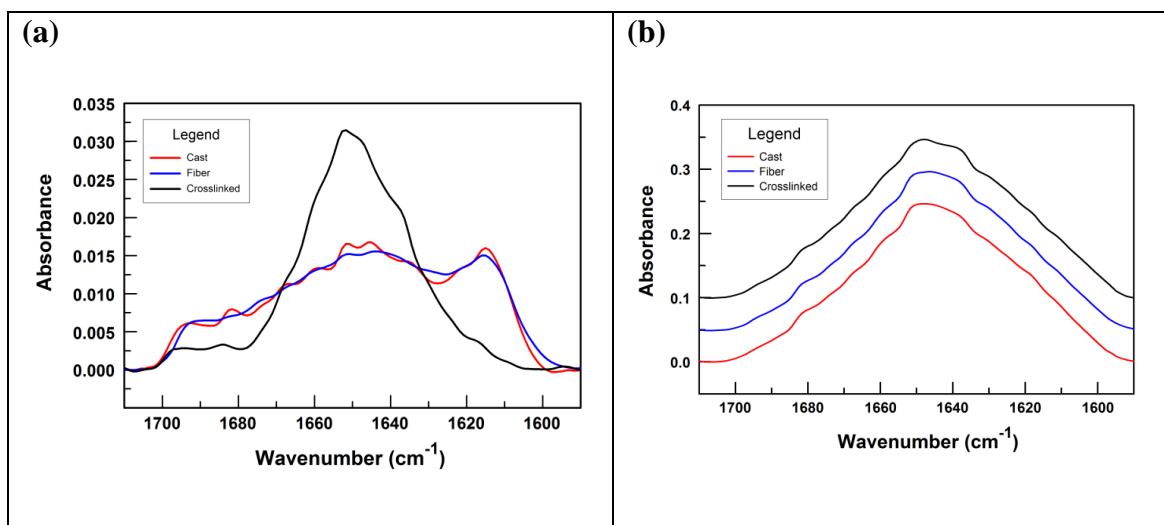 (a)
0.035
0.030
0.025
0.020
0.015
0.010
0.005
0.000
Absorbance
Legend
Cast
Fiber
Crosslinked
1700 1680 1660 1640 1620 1600
Wavenumber (cm⁻¹)
(b)
0.4
0.3
0.2
0.1
0.0
Absorbance
Legend
Cast
Fiber
Crosslinked
1700 1680 1660 1640 1620 1600
Wavenumber (cm⁻¹)